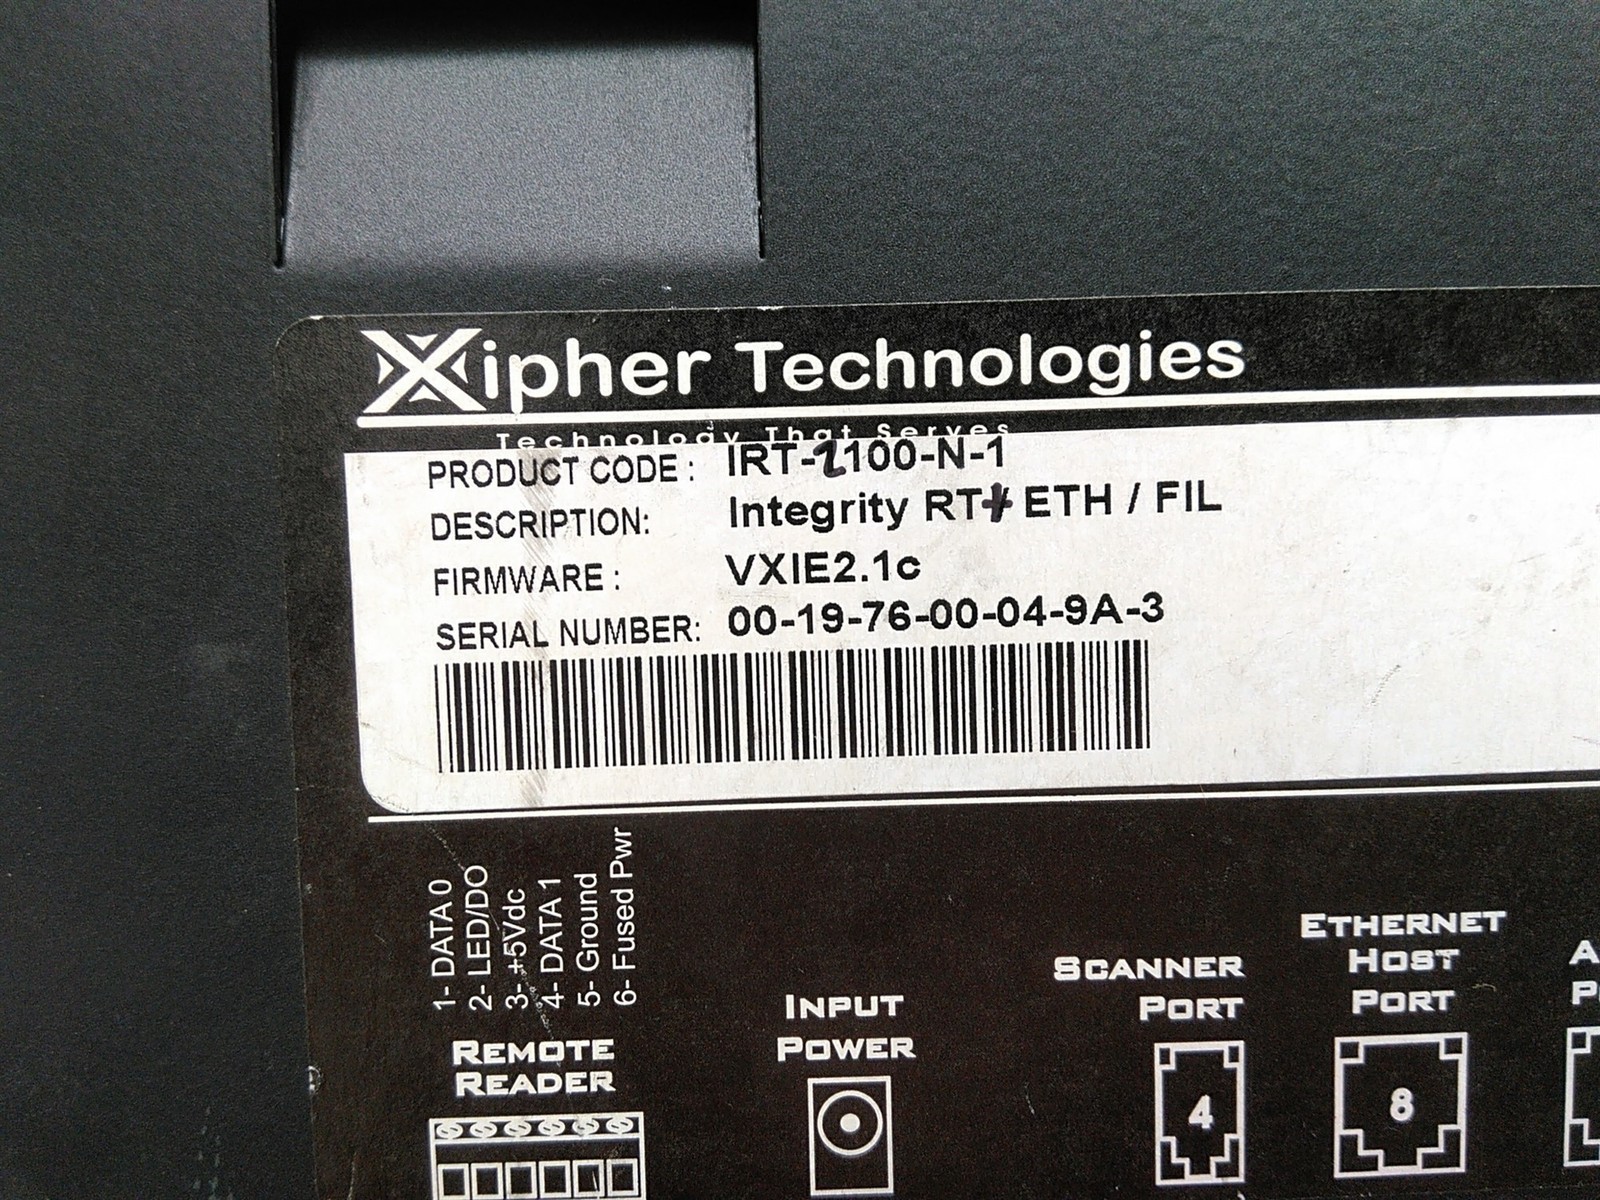 Xipher Technologies
Technology That Serves
PRODUCT CODE : IRT-2100-N-1
DESCRIPTION: Integrity RT+ ETH / FIL
FIRMWARE : VXIE2.1c
SERIAL NUMBER: 00-19-76-00-04-9A-3
1- DATA 0
2- LED/DO
3- +5Vdc
4- DATA 1
5- Ground
6- Fused Pwr
REMOTE
READER
INPUT
POWER
SCANNER
PORT
4
ETHERNET
HOST
PORT
8